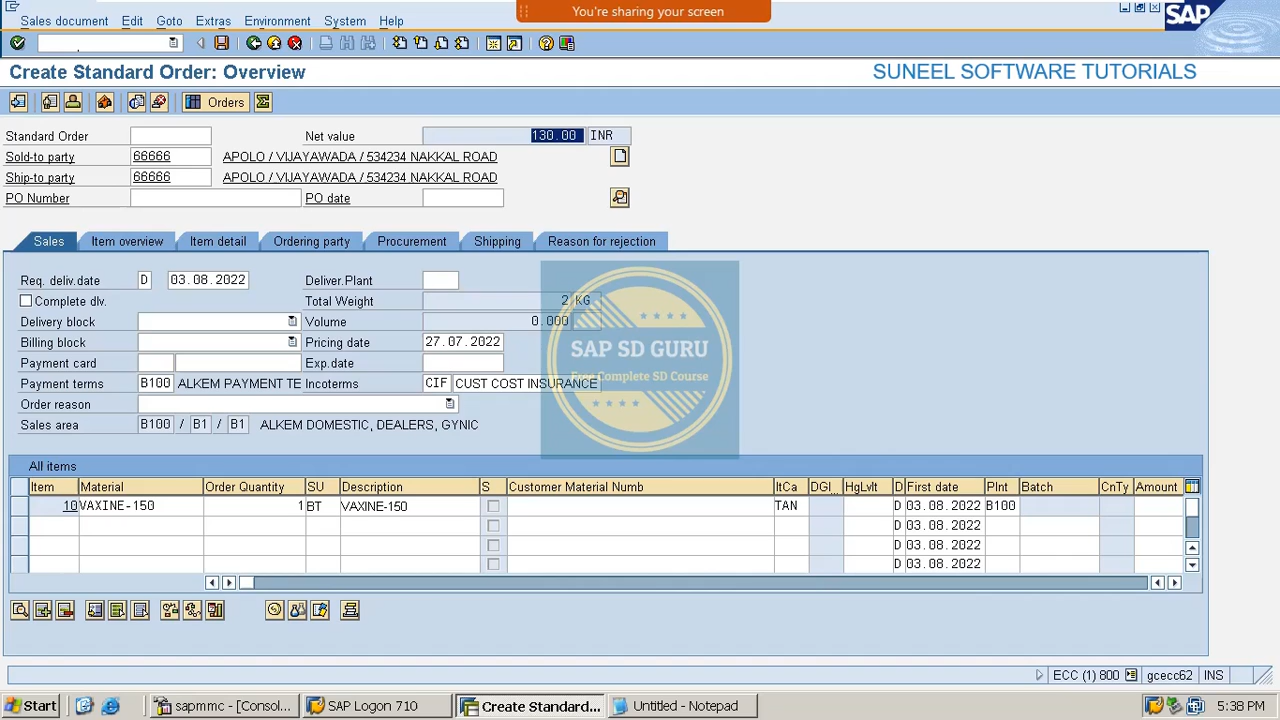 You're sharing your screen
Sales document Edit Goto Extras Environment System Help
SAP
Create Standard Order: Overview
SUNEEL SOFTWARE TUTORIALS
Orders
Standard Order Net value 130.00 INR
Sold-to party 66666 APOLO / VIJAYAWADA / 534234 NAKKAL ROAD
Ship-to party 66666 APOLO / VIJAYAWADA / 534234 NAKKAL ROAD
PO Number PO date
Sales Item overview Item detail Ordering party Procurement Shipping Reason for rejection
Req. deliv.date D 03.08.2022 Deliver.Plant
Complete dlv. Total Weight 2 KG
Delivery block Volume 0.000
Billing block Pricing date 27.07.2022
Payment card Exp.date
Payment terms B100 ALKEM PAYMENT TE Incoterms CIF CUST COST INSURANCE
Order reason
Sales area B100 / B1 / B1 ALKEM DOMESTIC, DEALERS, GYNIC
SAP SD GURU
Free Complete SD Course
All items
Item Material Order Quantity SU Description S Customer Material Numb ItCa DGI... HgLvIt D First date Plnt Batch CnTy Amount
10 VAXINE-150 1 BT VAXINE-150 TAN D 03.08.2022 B100
D 03.08.2022
D 03.08.2022
D 03.08.2022
ECC (1) 800 gcecc62 INS
Start sapmmc - [Consol... SAP Logon 710 Create Standard... Untitled - Notepad 5:38 PM